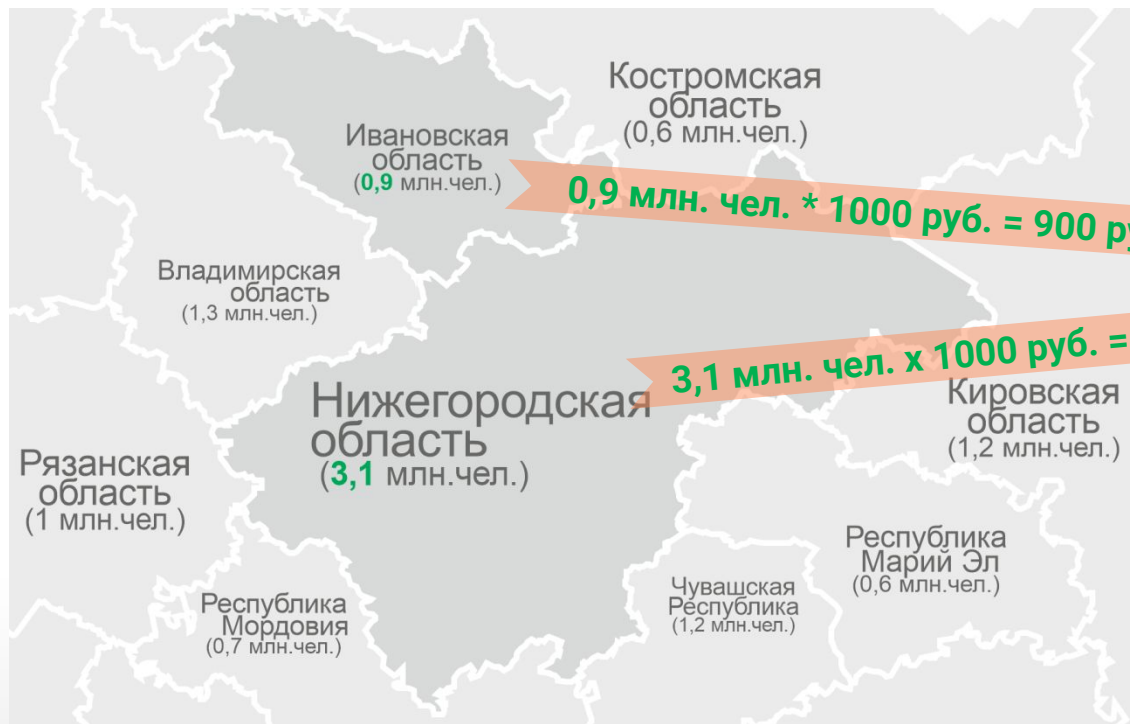 Костромская
область
(0,6 млн.чел.)
Ивановская
область
(0,9 млн.чел.)
0,9 млн. чел. * 1000 руб. = 900
Владимирская
область
(1,3 млн.чел.)
3,1 млн. чел. х 1000 руб. =
Нижегородская
область
(3,1 млн.чел.)
Кировская
область
(1,2 млн.чел.)
Рязанская
область
(1 млн.чел.)
Республика
Марий Эл
(0,6 млн.чел.)
Чувашская
Республика
(1,2 млн.чел.)
Республика
Мордовия
(0,7 млн.чел.)